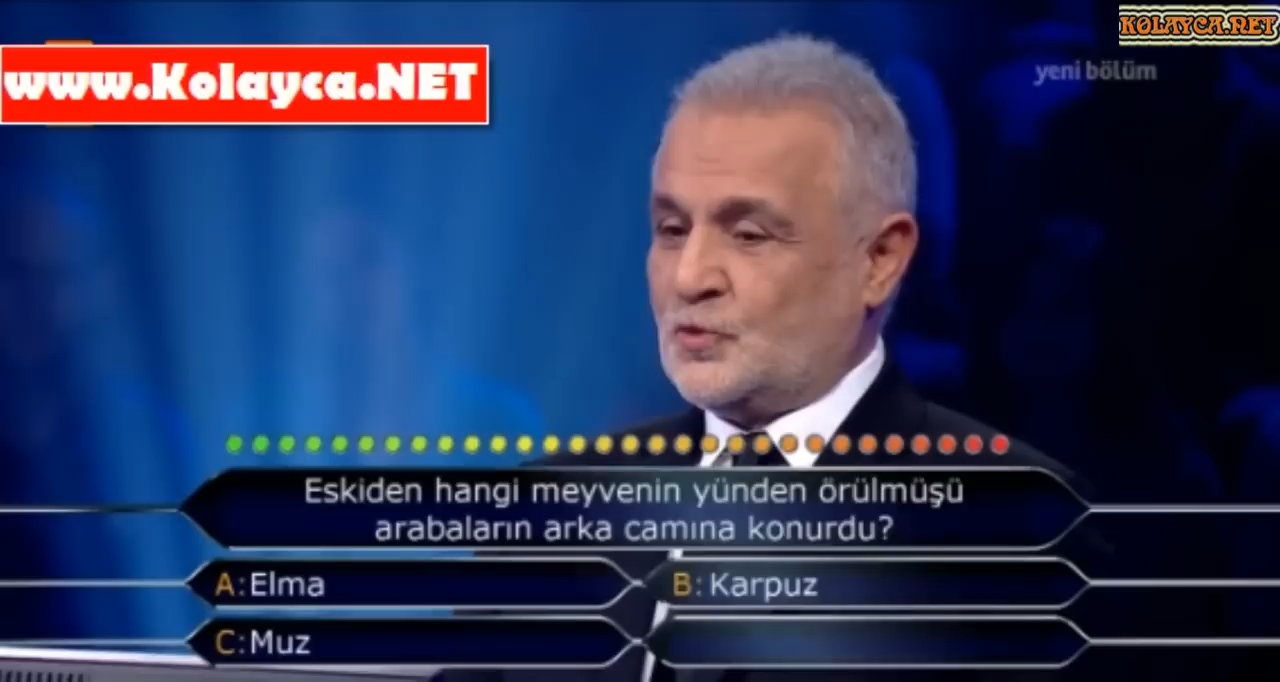 KOLAYCA.NET
www.Kolayca.NET
yeni bölüm
Eskiden hangi meyvenin yünden örülmüşü
arabaların arka camına konurdu?
A: Elma
B: Karpuz
C: Muz